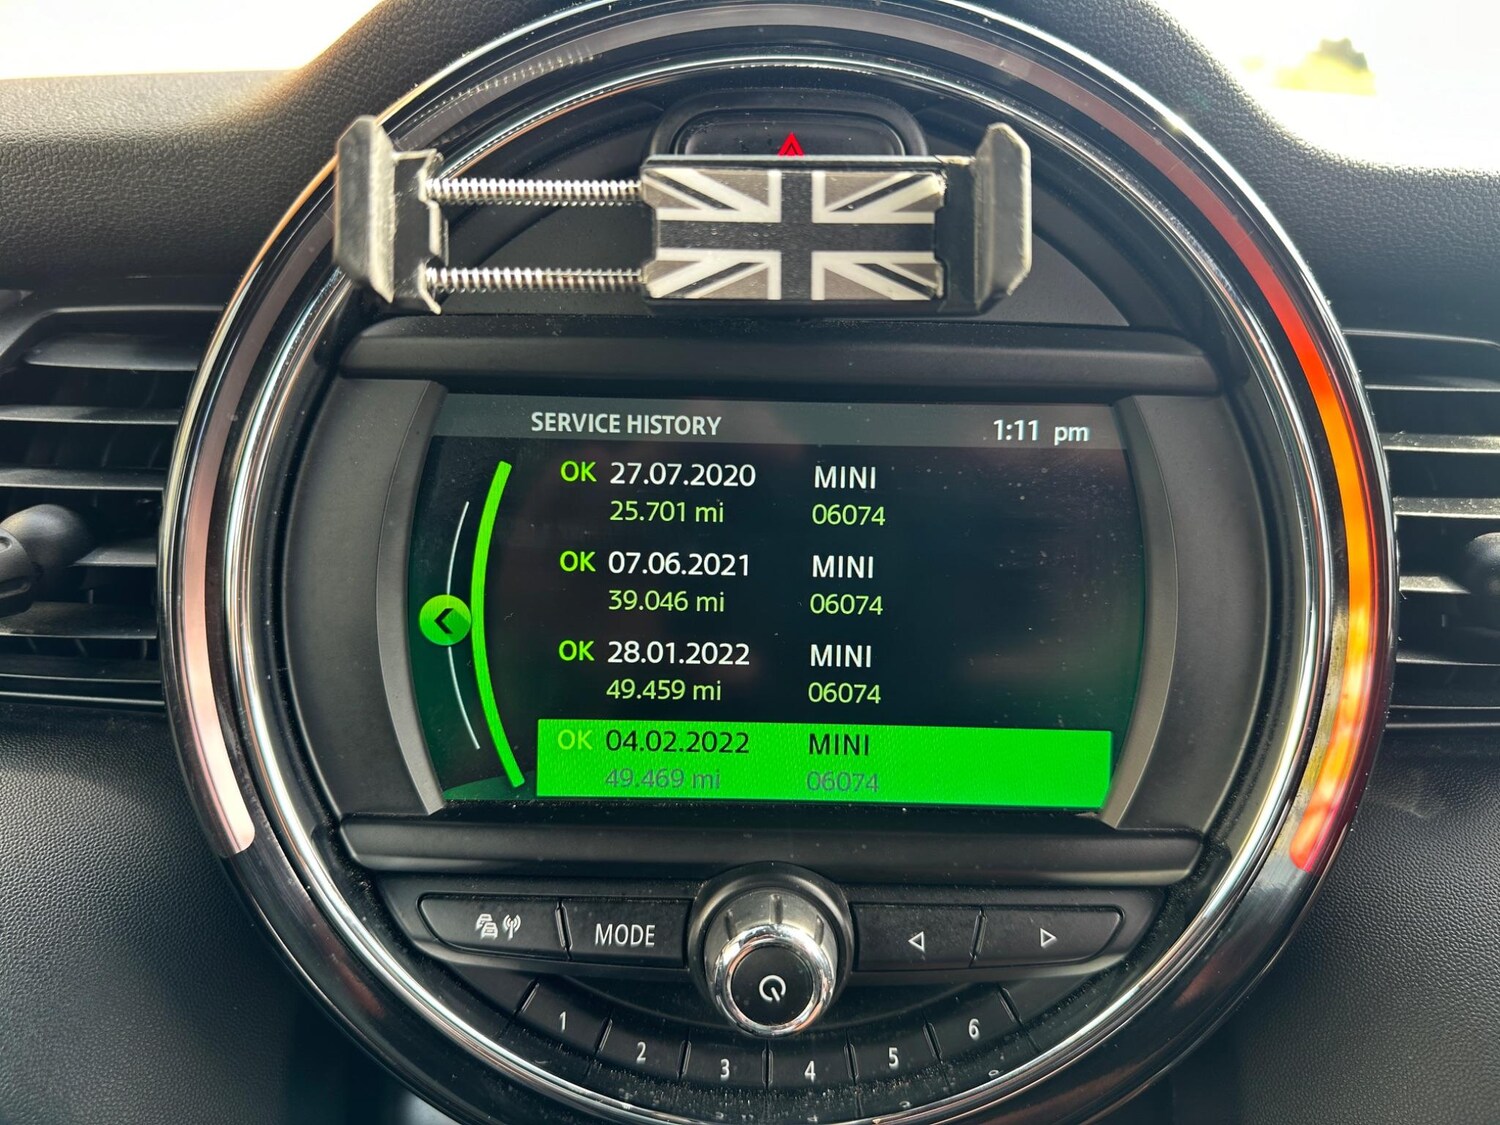 SERVICE HISTORY 1:11 pm
OK 27.07.2020 MINI
25.701 mi 06074
OK 07.06.2021 MINI
39.046 mi 06074
OK 28.01.2022 MINI
49.459 mi 06074
OK 04.02.2022 MINI
49.469 mi 06074
MODE
1 2 3 4 5 6